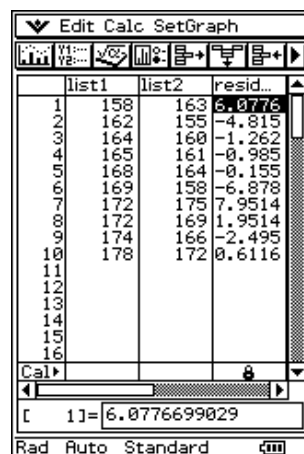 Edit Calc SetGraph
Y1:
Y2:
list1 list2 resid…
1 158 163 6.0776
2 162 155 -4.815
3 164 160 -1.262
4 165 161 -0.985
5 168 164 -0.155
6 169 158 -6.878
7 172 175 7.9514
8 172 169 1.9514
9 174 166 -2.495
10 178 172 0.6116
11
12
13
14
15
16
Cal▶
[ 1]= 6.0776699029
Rad Auto Standard